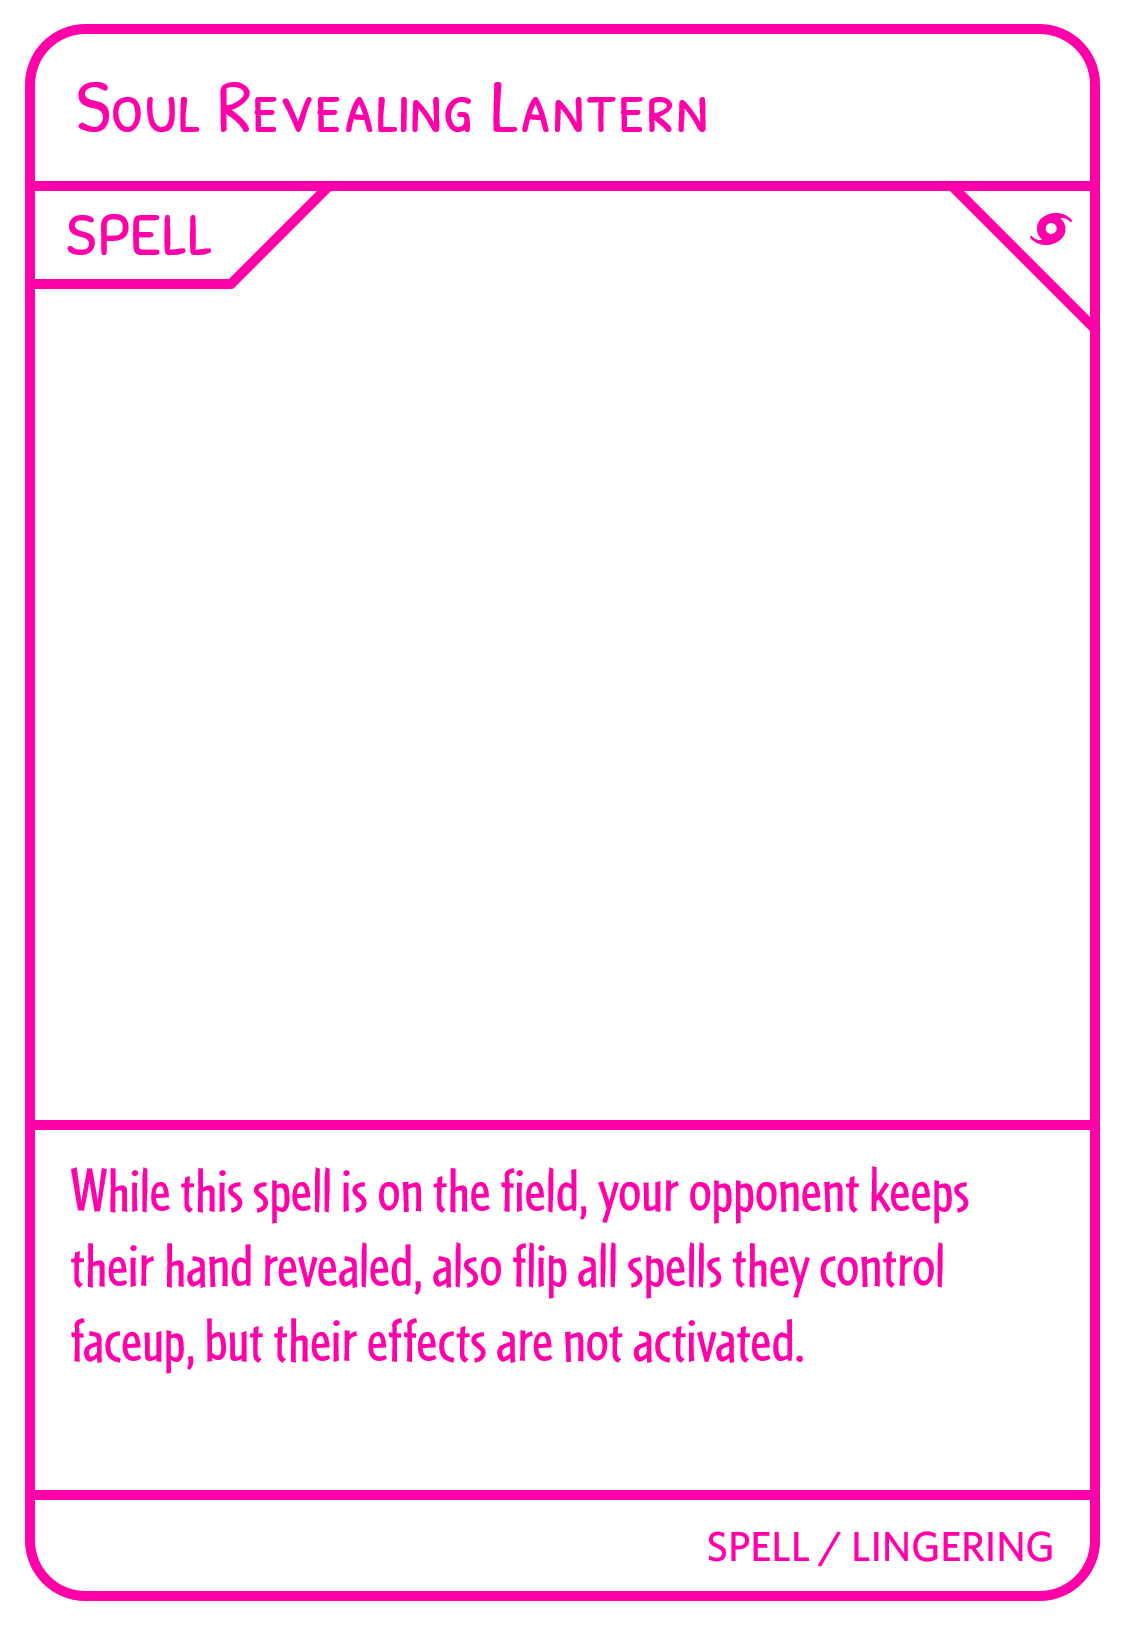 Soul Revealing Lantern
SPELL
While this spell is on the field, your opponent keeps
their hand revealed, also flip all spells they control
faceup, but their effects are not activated.
SPELL / LINGERING